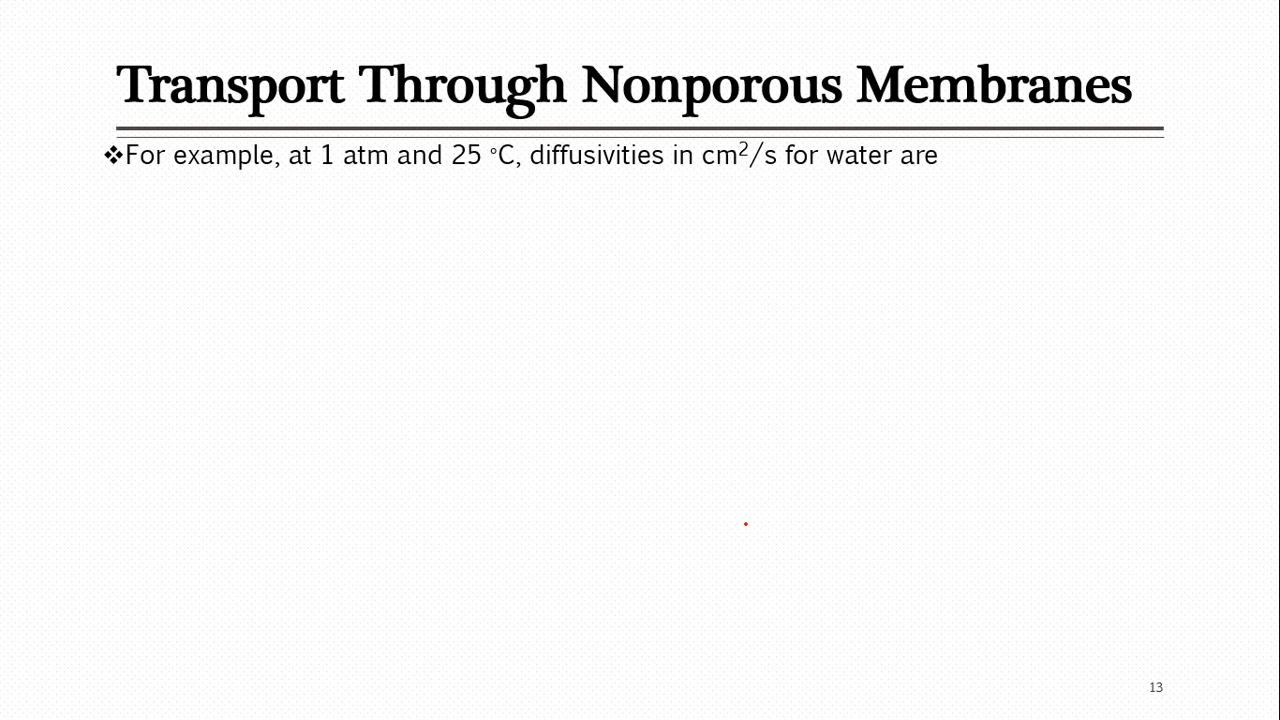 Transport Through Nonporous Membranes
❖For example, at 1 atm and 25 °C, diffusivities in cm²/s for water are
13